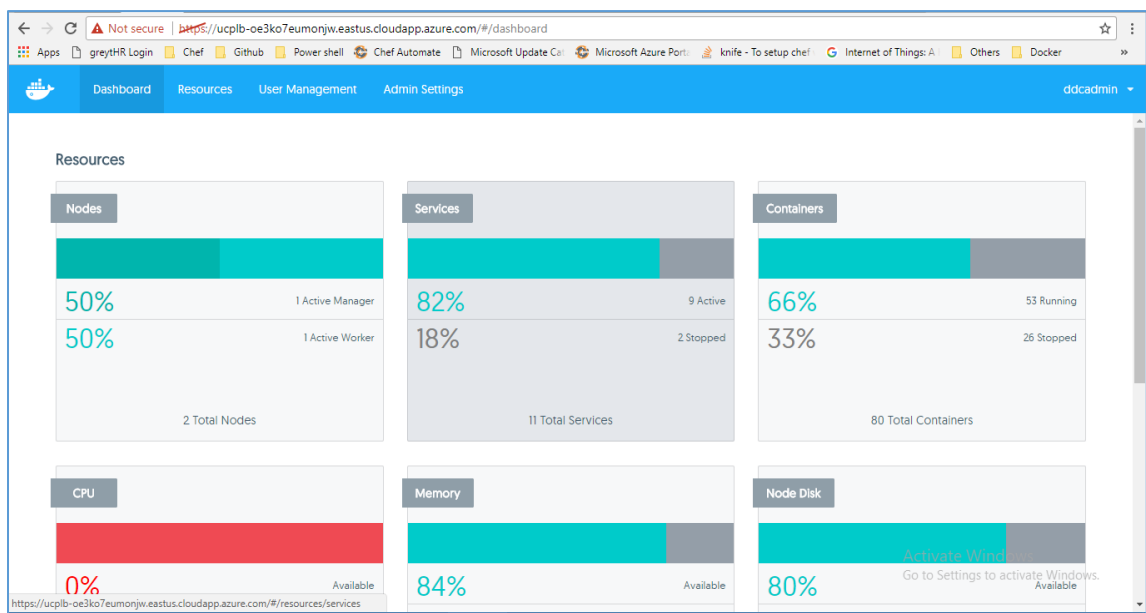 Not secure | https://ucplb-oe3ko7eumonjw.eastus.cloudapp.azure.com/#/dashboard
Apps greytHR Login Chef Github Power shell Chef Automate Microsoft Update Cat Microsoft Azure Porta knife - To setup chef Internet of Things: A Others Docker »
Dashboard Resources User Management Admin Settings ddcadmin
Resources
Nodes
50% 1 Active Manager
50% 1 Active Worker
2 Total Nodes
Services
82% 9 Active
18% 2 Stopped
11 Total Services
Containers
66% 53 Running
33% 26 Stopped
80 Total Containers
CPU
0% Available
Memory
84% Available
Node Disk
80% Available
Activate Windows
Go to Settings to activate Windows.
https://ucplb-oe3ko7eumonjw.eastus.cloudapp.azure.com/#/resources/services